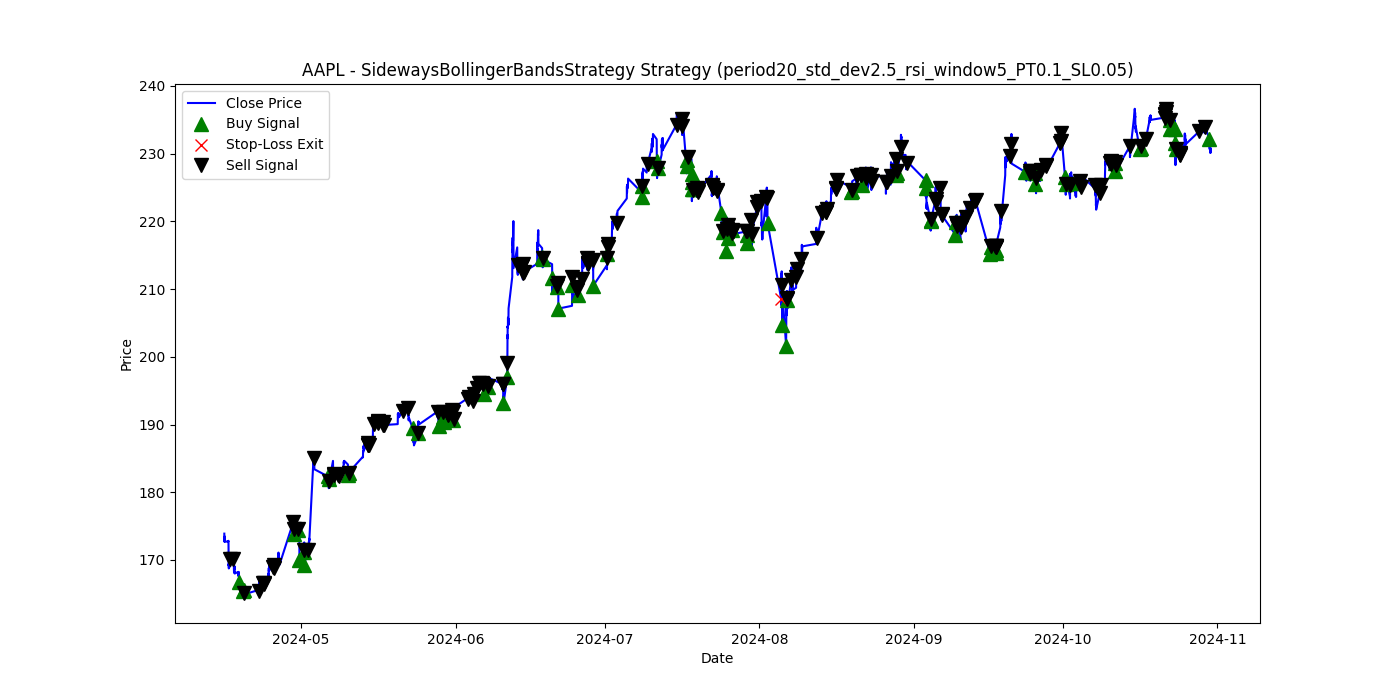 AAPL - SidewaysBollingerBandsStrategy Strategy (period20_std_dev2.5_rsi_window5_PT0.1_SL0.05)
Close Price
Buy Signal
Stop-Loss Exit
Sell Signal
240
230
220
210
200
190
180
170
Price
2024-05 2024-06 2024-07 2024-08 2024-09 2024-10 2024-11
Date